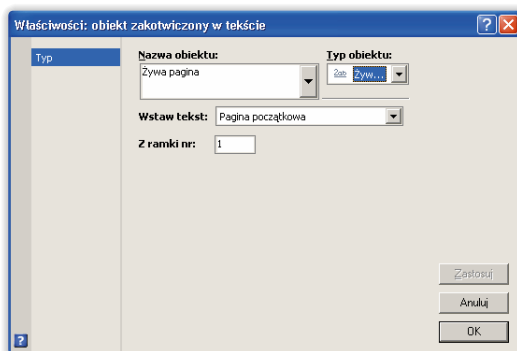 Właściwości: obiekt zakotwiczony w tekście
Typ
Nazwa obiektu:
Typ obiektu:
Żywa pagina
2ab Żyw...
Wstaw tekst: Pagina początkowa
Z ramki nr: 1
Zastosuj
Anuluj
OK